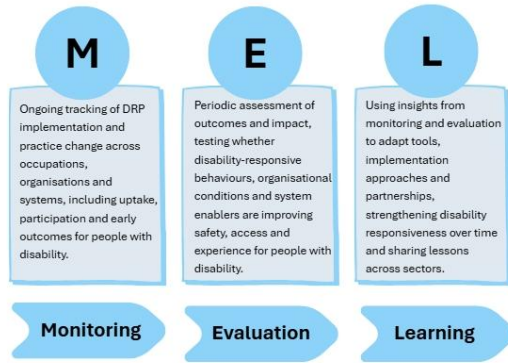 M
Ongoing tracking of DRP
implementation and
practice change across
occupations,
organisations and
systems, including uptake,
participation and early
outcomes for people with
disability.
Monitoring
E
Periodic assessment of
outcomes and impact,
testing whether
disability-responsive
behaviours, organisational
conditions and system
enablers are improving
safety, access and
experience for people with
disability.
Evaluation
L
Using insights from
monitoring and evaluation
to adapt tools,
implementation
approaches and
partnerships,
strengthening disability
responsiveness over time
and sharing lessons
across sectors.
Learning